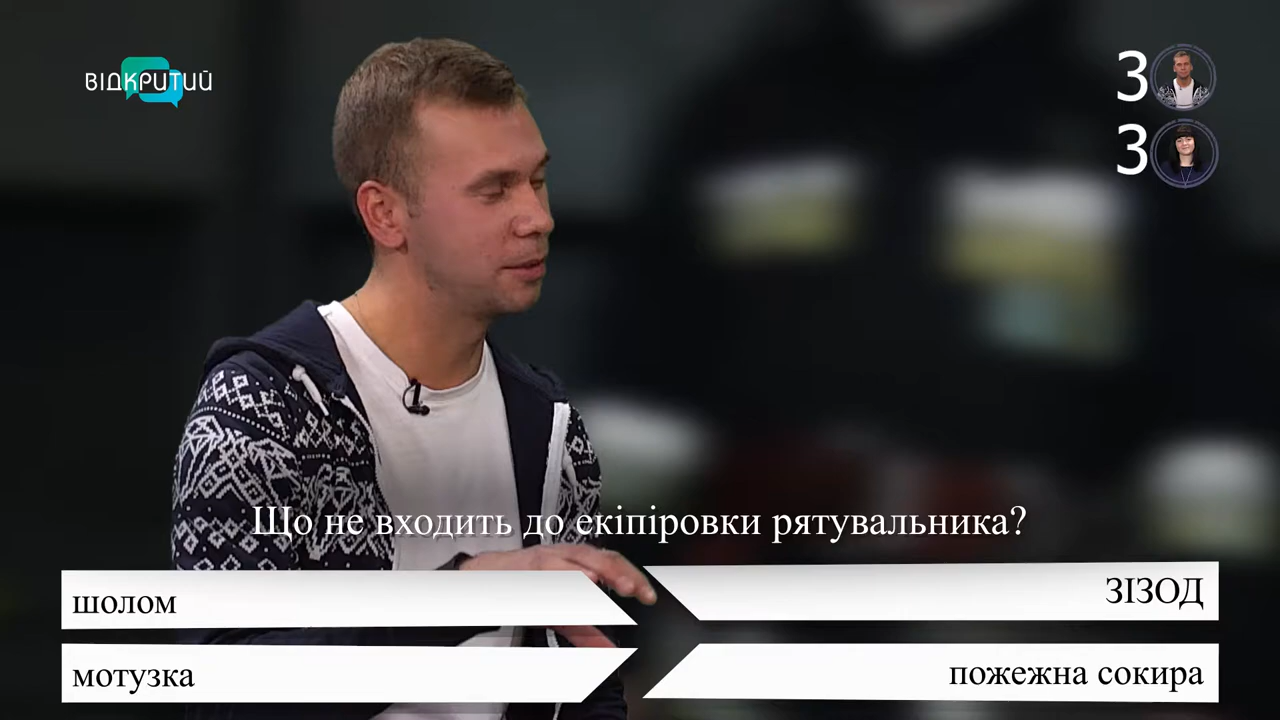 ВІДКРИТИЙ
3
3
Що не входить до екіпіровки рятувальника?
шолом
ЗІЗОД
мотузка
пожежна сокира